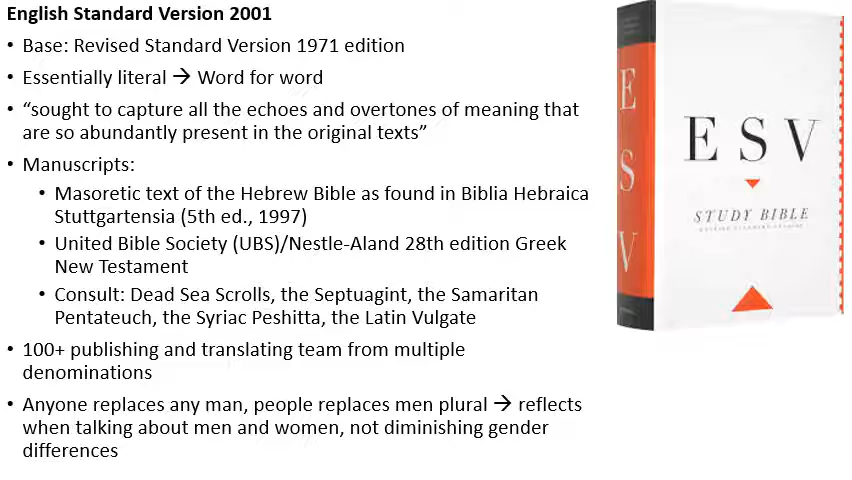 English Standard Version 2001
• Base: Revised Standard Version 1971 edition
• Essentially literal → Word for word
• “sought to capture all the echoes and overtones of meaning that
are so abundantly present in the original texts”
• Manuscripts:
• Masoretic text of the Hebrew Bible as found in Biblia Hebraica
Stuttgartensia (5th ed., 1997)
• United Bible Society (UBS)/Nestle-Aland 28th edition Greek
New Testament
• Consult: Dead Sea Scrolls, the Septuagint, the Samaritan
Pentateuch, the Syriac Peshitta, the Latin Vulgate
• 100+ publishing and translating team from multiple
denominations
• Anyone replaces any man, people replaces men plural → reflects
when talking about men and women, not diminishing gender
differences
E S V
ESV
STUDY BIBLE